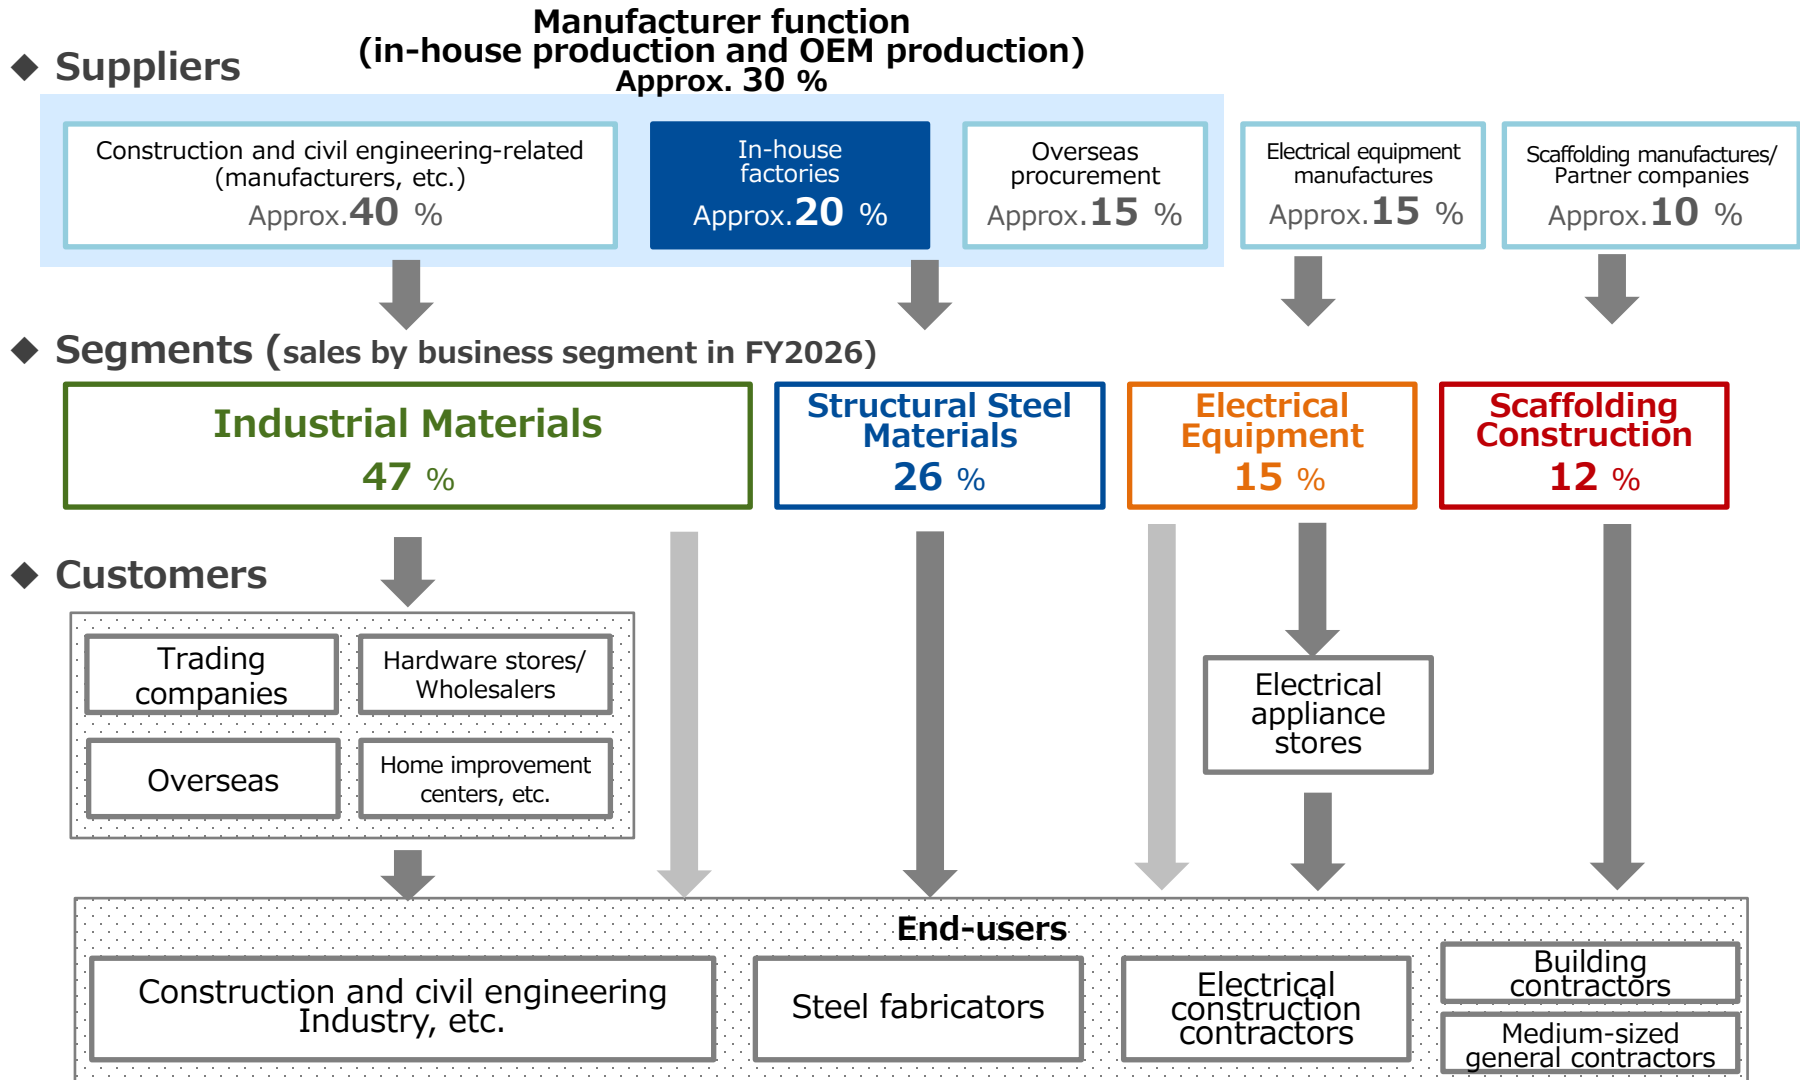 Manufacturer function
(in-house production and OEM production)
Approx. 30 %
◆ Suppliers
Construction and civil engineering-related
(manufacturers, etc.)
Approx.40 %
In-house
factories
Approx.20 %
Overseas
procurement
Approx.15 %
Electrical equipment
manufactures
Approx.15 %
Scaffolding manufactures/
Partner companies
Approx.10 %
◆ Segments (sales by business segment in FY2026)
Industrial Materials
47 %
Structural Steel
Materials
26 %
Electrical
Equipment
15 %
Scaffolding
Construction
12 %
◆ Customers
Trading
companies
Hardware stores/
Wholesalers
Overseas
Home improvement
centers, etc.
Electrical
appliance
stores
End-users
Construction and civil engineering
Industry, etc.
Steel fabricators
Electrical
construction
contractors
Building
contractors
Medium-sized
general contractors